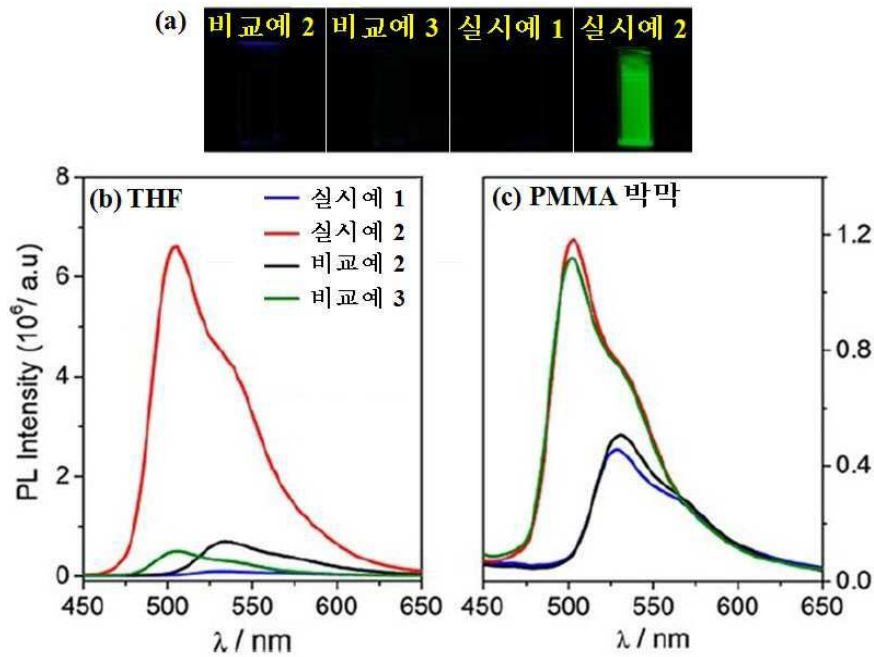 (a) 비교예 2 비교예 3 실시예 1 실시예 2
(b) THF
실시예 1
실시예 2
비교예 2
비교예 3
PL Intensity (10⁶/ a.u)
8
6
4
2
0
450 500 550 600 650
λ / nm
(c) PMMA 박막
1.2
0.8
0.4
0.0
450 500 550 600 650
λ / nm